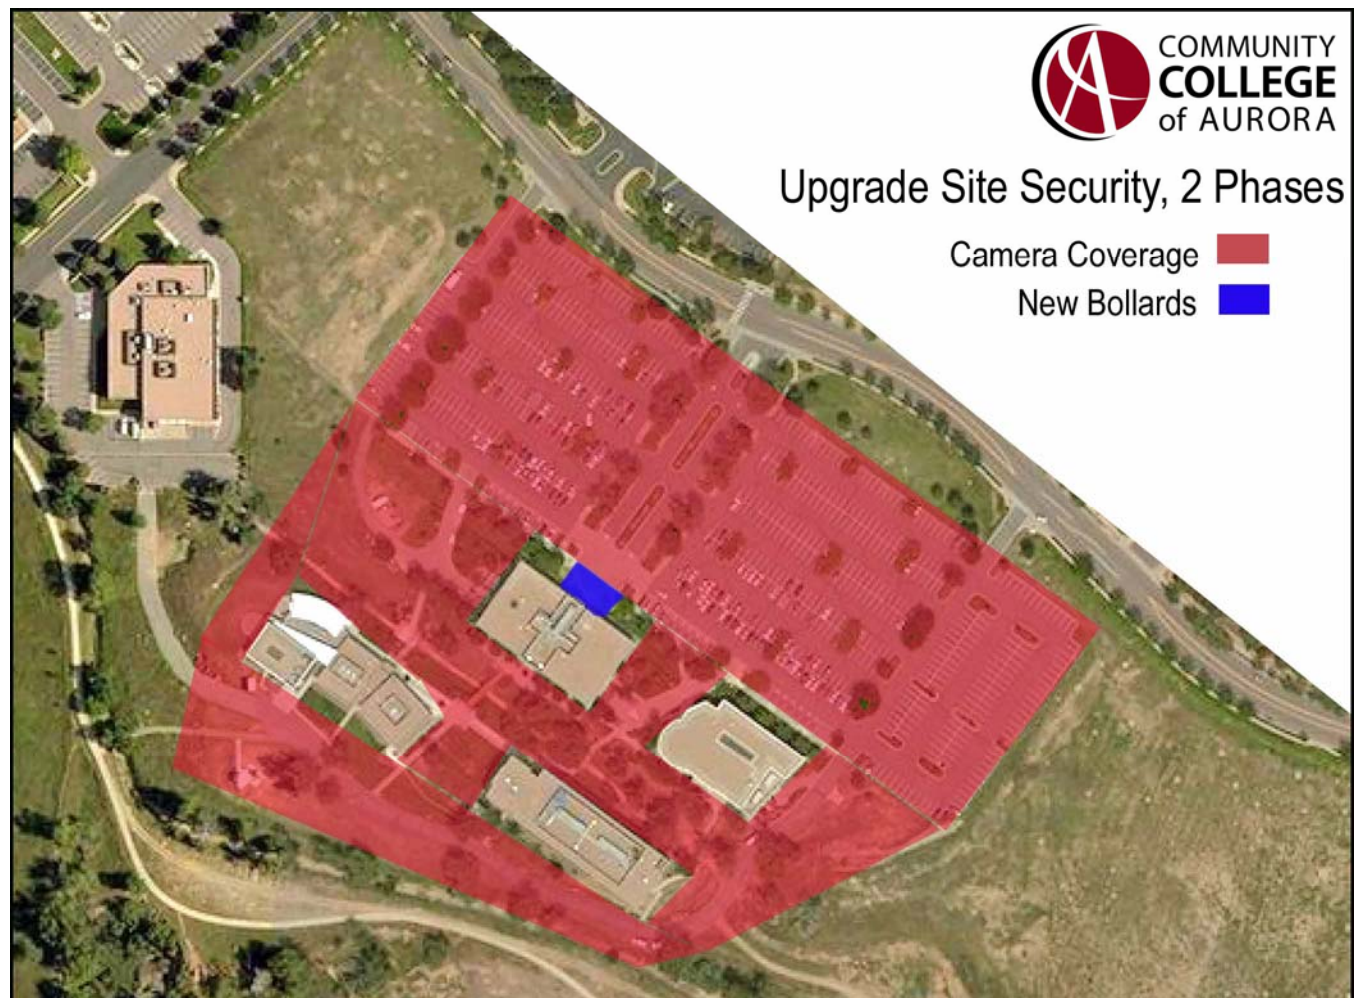 COMMUNITY
COLLEGE
of AURORA
Upgrade Site Security, 2 Phases
Camera Coverage
New Bollards